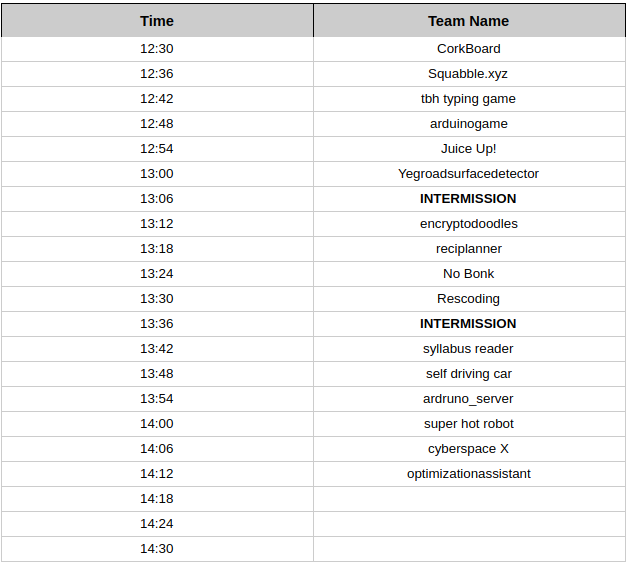 Time Team Name
12:30 CorkBoard
12:36 Squabble.xyz
12:42 tbh typing game
12:48 arduinogame
12:54 Juice Up!
13:00 Yegroadsurfacedetector
13:06 INTERMISSION
13:12 encryptodoodles
13:18 reciplanner
13:24 No Bonk
13:30 Rescoding
13:36 INTERMISSION
13:42 syllabus reader
13:48 self driving car
13:54 ardruno_server
14:00 super hot robot
14:06 cyberspace X
14:12 optimizationassistant
14:18
14:24
14:30